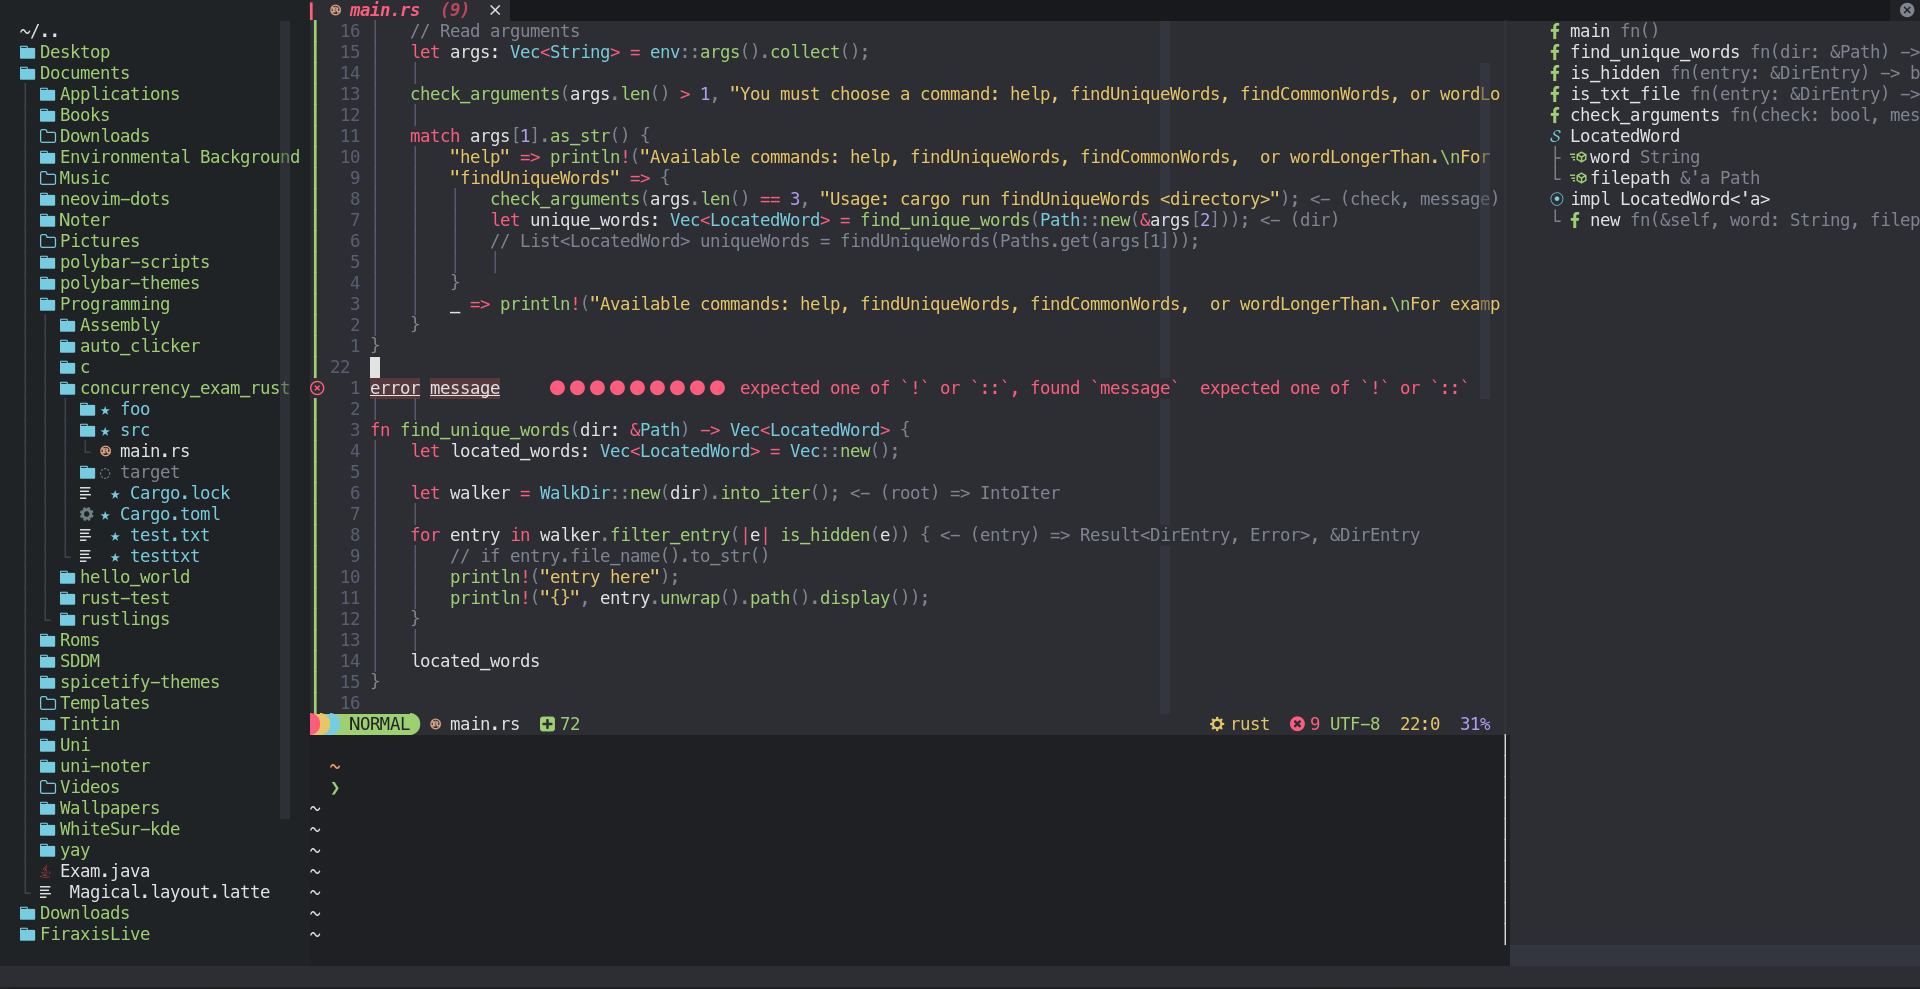 main.rs (9) ✕
~/..
Desktop
Documents
Applications
Books
Downloads
Environmental Background
Music
neovim-dots
Noter
Pictures
polybar-scripts
polybar-themes
Programming
Assembly
auto_clicker
c
concurrency_exam_rust
★ foo
★ src
main.rs
target
★ Cargo.lock
★ Cargo.toml
★ test.txt
★ testtxt
hello_world
rust-test
rustlings
Roms
SDDM
spicetify-themes
Templates
Tintin
Uni
uni-noter
Videos
Wallpapers
WhiteSur-kde
yay
Exam.java
Magical.layout.latte
Downloads
FiraxisLive
16 // Read arguments
15 let args: Vec<String> = env::args().collect();
14
13 check_arguments(args.len() > 1, "You must choose a command: help, findUniqueWords, findCommonWords, or wordLo
12
11 match args[1].as_str() {
10 "help" => println!("Available commands: help, findUniqueWords, findCommonWords,  or wordLongerThan.\nFor
9 "findUniqueWords" => {
8 check_arguments(args.len() == 3, "Usage: cargo run findUniqueWords <directory>"); <- (check, message)
7 let unique_words: Vec<LocatedWord> = find_unique_words(Path::new(&args[2])); <- (dir)
6 // List<LocatedWord> uniqueWords = findUniqueWords(Paths.get(args[1]));
5
4 }
3 _ => println!("Available commands: help, findUniqueWords, findCommonWords,  or wordLongerThan.\nFor examp
2 }
1 }
22
1 error message ●●●●●●●●● expected one of `!` or `::`, found `message`  expected one of `!` or `::`
2
3 fn find_unique_words(dir: &Path) -> Vec<LocatedWord> {
4 let located_words: Vec<LocatedWord> = Vec::new();
5
6 let walker = WalkDir::new(dir).into_iter(); <- (root) => IntoIter
7
8 for entry in walker.filter_entry(|e| is_hidden(e)) { <- (entry) => Result<DirEntry, Error>, &DirEntry
9 // if entry.file_name().to_str()
10 println!("entry here");
11 println!("{}", entry.unwrap().path().display());
12 }
13
14 located_words
15 }
16
NORMAL main.rs 72 rust 9 UTF-8 22:0 31%
~
❯
~
~
~
~
~
~
~
main fn()
find_unique_words fn(dir: &Path) ->
is_hidden fn(entry: &DirEntry) -> b
is_txt_file fn(entry: &DirEntry) ->
check_arguments fn(check: bool, mes
LocatedWord
word String
filepath &'a Path
impl LocatedWord<'a>
new fn(&self, word: String, filep